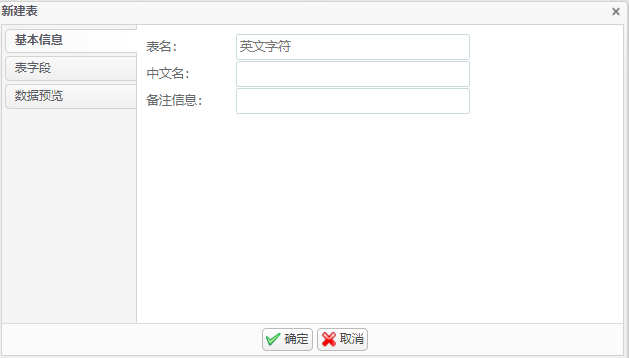 新建表
基本信息
表字段
数据预览
表名: 英文字符
中文名:
备注信息:
确定 取消